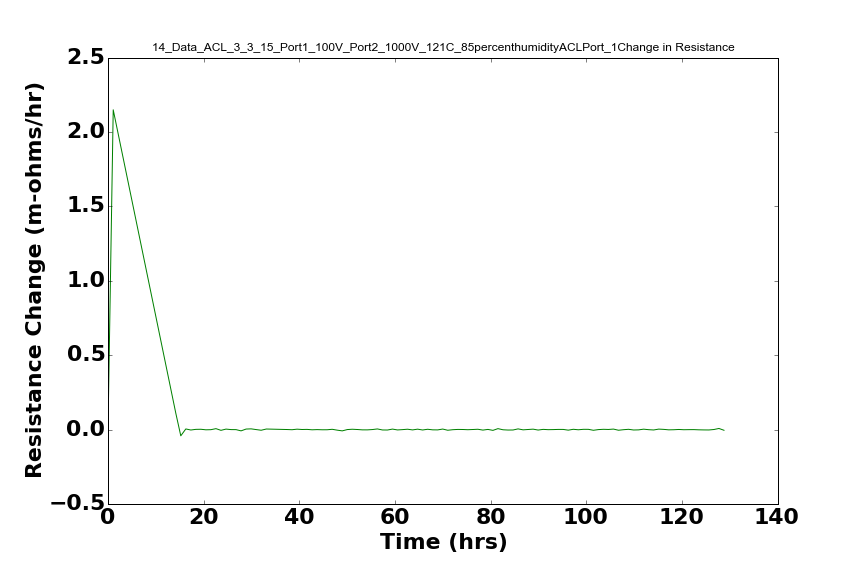 14_Data_ACL_3_3_15_Port1_100V_Port2_1000V_121C_85percenthumidityACLPort_1Change in Resistance
2.5
2.0
1.5
1.0
0.5
0.0
−0.5
Resistance Change (m-ohms/hr)
0 20 40 60 80 100 120 140
Time (hrs)